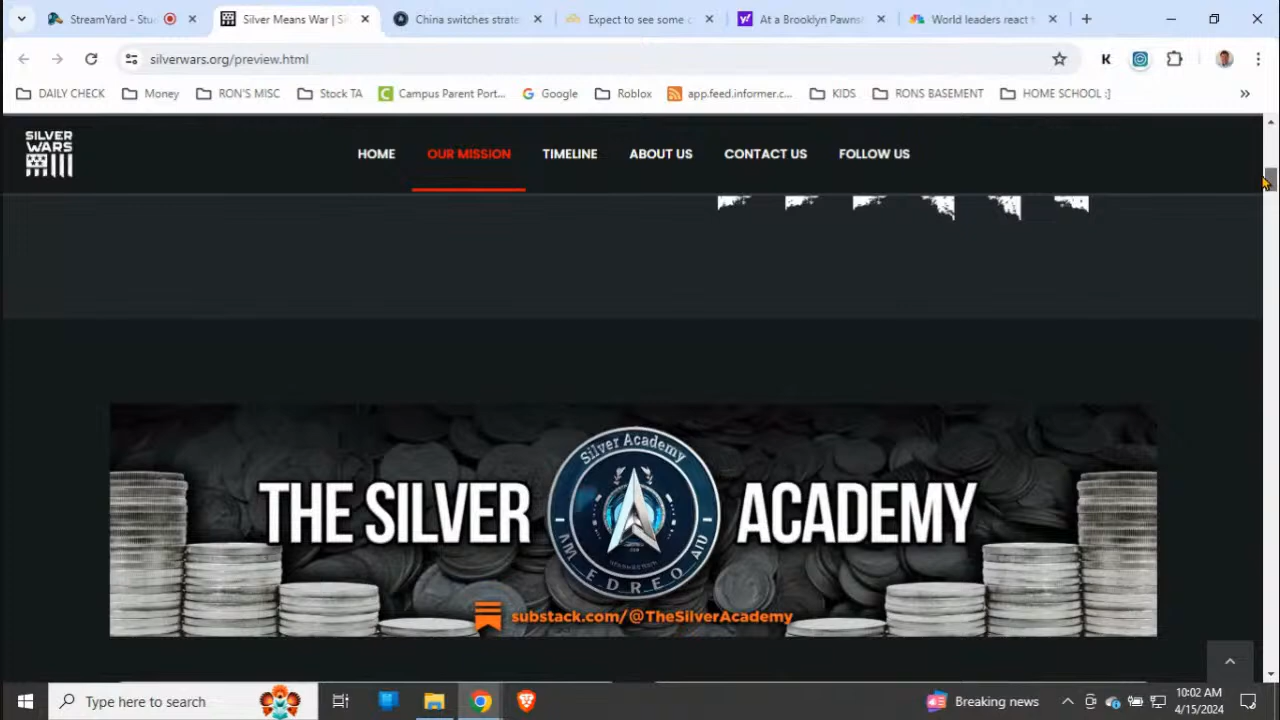 StreamYard - Stu
Silver Means War | Si
China switches strate
Expect to see some c
At a Brooklyn Pawns
World leaders react t
silverwars.org/preview.html
K
DAILY CHECK
Money
RON'S MISC
Stock TA
Campus Parent Port...
Google
Roblox
app.feed.informer.c...
KIDS
RONS BASEMENT
HOME SCHOOL :]
SILVER
WARS
HOME
OUR MISSION
TIMELINE
ABOUT US
CONTACT US
FOLLOW US
THE SILVER
Silver Academy
ACADEMY
substack.com/@TheSilverAcademy
Type here to search
Breaking news
10:02 AM
4/15/2024